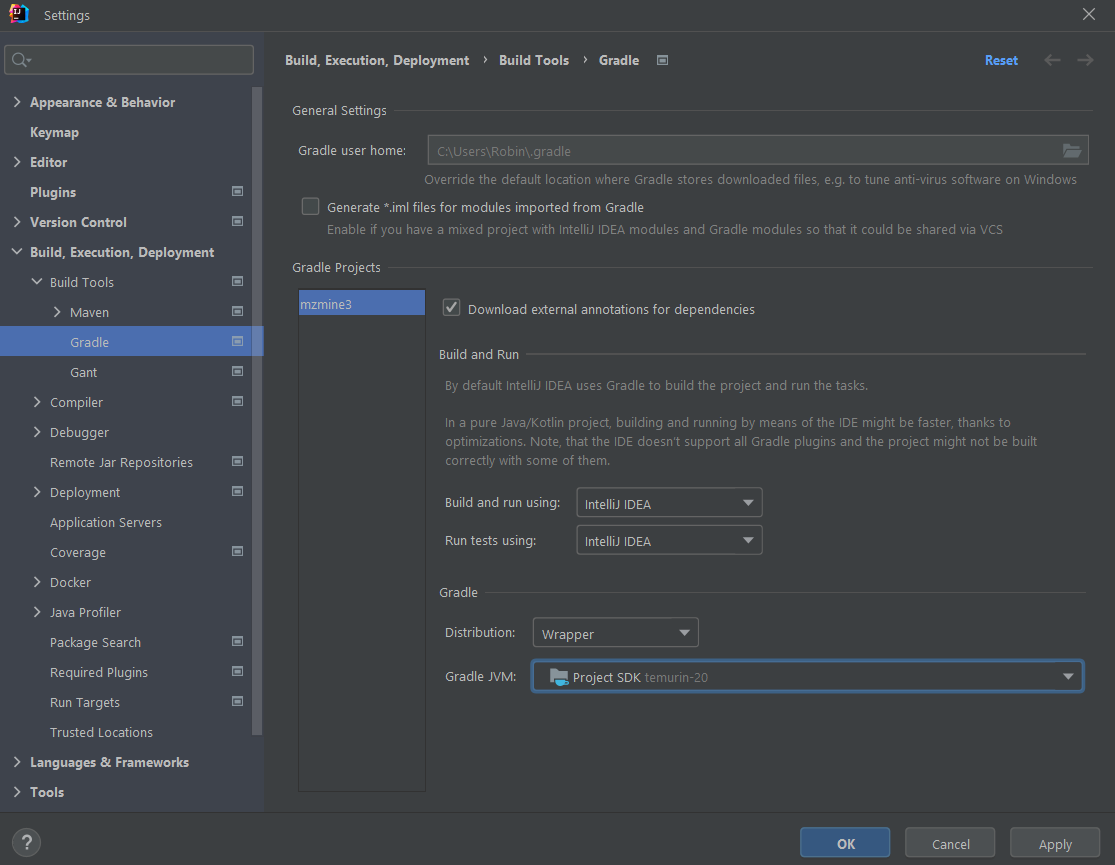 Settings
Build, Execution, Deployment › Build Tools › Gradle
Reset
Appearance & Behavior
Keymap
Editor
Plugins
Version Control
Build, Execution, Deployment
Build Tools
Maven
Gradle
Gant
Compiler
Debugger
Remote Jar Repositories
Deployment
Application Servers
Coverage
Docker
Java Profiler
Package Search
Required Plugins
Run Targets
Trusted Locations
Languages & Frameworks
Tools
General Settings
Gradle user home: C:\Users\Robin\.gradle
Override the default location where Gradle stores downloaded files, e.g. to tune anti-virus software on Windows
Generate *.iml files for modules imported from Gradle
Enable if you have a mixed project with IntelliJ IDEA modules and Gradle modules so that it could be shared via VCS
Gradle Projects
mzmine3
Download external annotations for dependencies
Build and Run
By default IntelliJ IDEA uses Gradle to build the project and run the tasks.
In a pure Java/Kotlin project, building and running by means of the IDE might be faster, thanks to
optimizations. Note, that the IDE doesn't support all Gradle plugins and the project might not be built
correctly with some of them.
Build and run using: IntelliJ IDEA
Run tests using: IntelliJ IDEA
Gradle
Distribution: Wrapper
Gradle JVM: Project SDK temurin-20
?
OK
Cancel
Apply